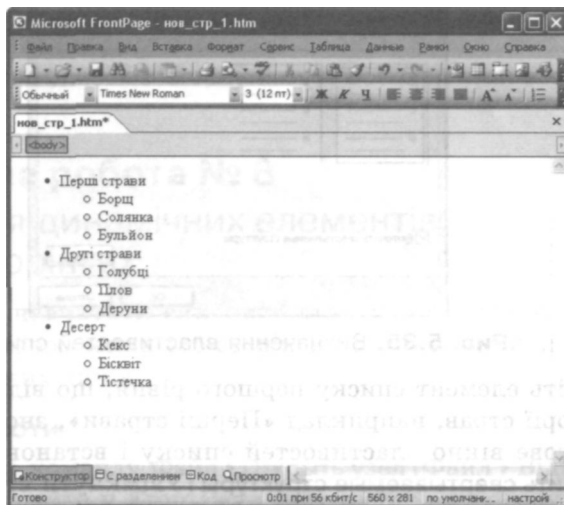 Microsoft FrontPage - нов_стр_1.htm
Файл Правка Вид Вставка Формат Сервис Таблица Данные Рамки Окно Справка
Обычный Times New Roman 3 (12 пт) Ж К Ч
нов_стр_1.htm*
<body>
Перші страви
Борщ
Солянка
Бульйон
Другі страви
Голубці
Плов
Деруни
Десерт
Кекс
Бісквіт
Тістечка
Конструктор С разделением Код Просмотр
Готово 0:01 при 56 кбит/с 560 x 281 по умолчани... настрой